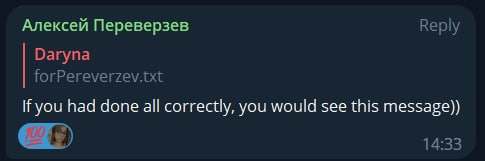 Алексей Переверзев Reply
Daryna
forPereverzev.txt
If you had done all correctly, you would see this message))
💯
14:33